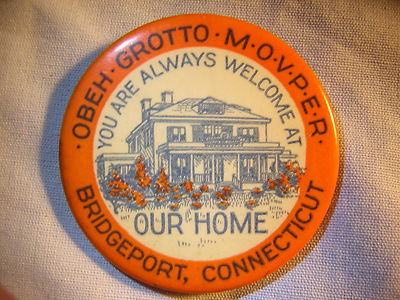 ·OBEH·GROTTO·M·O·V·P·E·R·
YOU ARE ALWAYS WELCOME AT
OUR HOME
BRIDGEPORT, CONNECTICUT